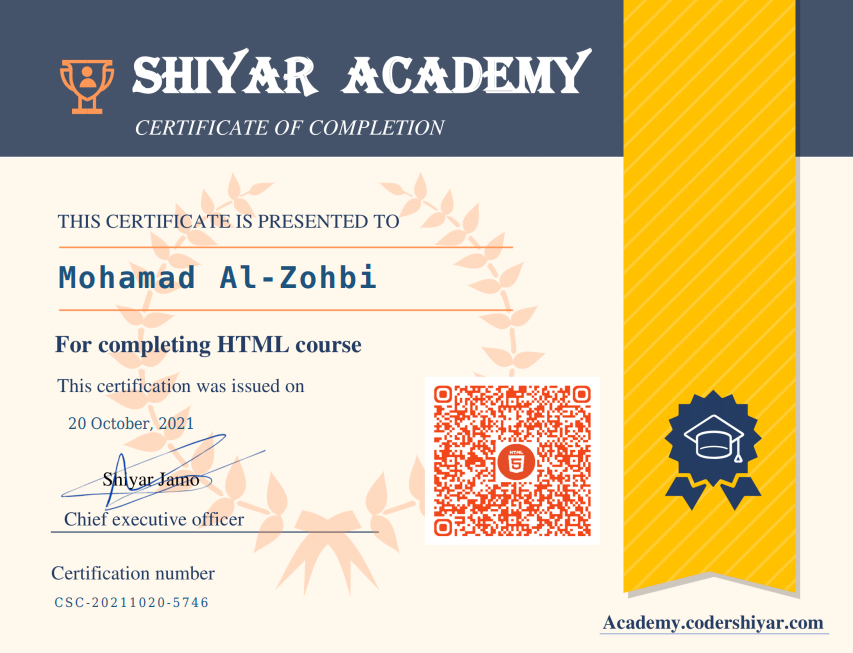 SHIYAR ACADEMY
CERTIFICATE OF COMPLETION
THIS CERTIFICATE IS PRESENTED TO
Mohamad Al-Zohbi
For completing HTML course
This certification was issued on
20 October, 2021
Shiyar Jamo
Chief executive officer
HTML
5
Certification number
CSC-20211020-5746
Academy.codershiyar.com